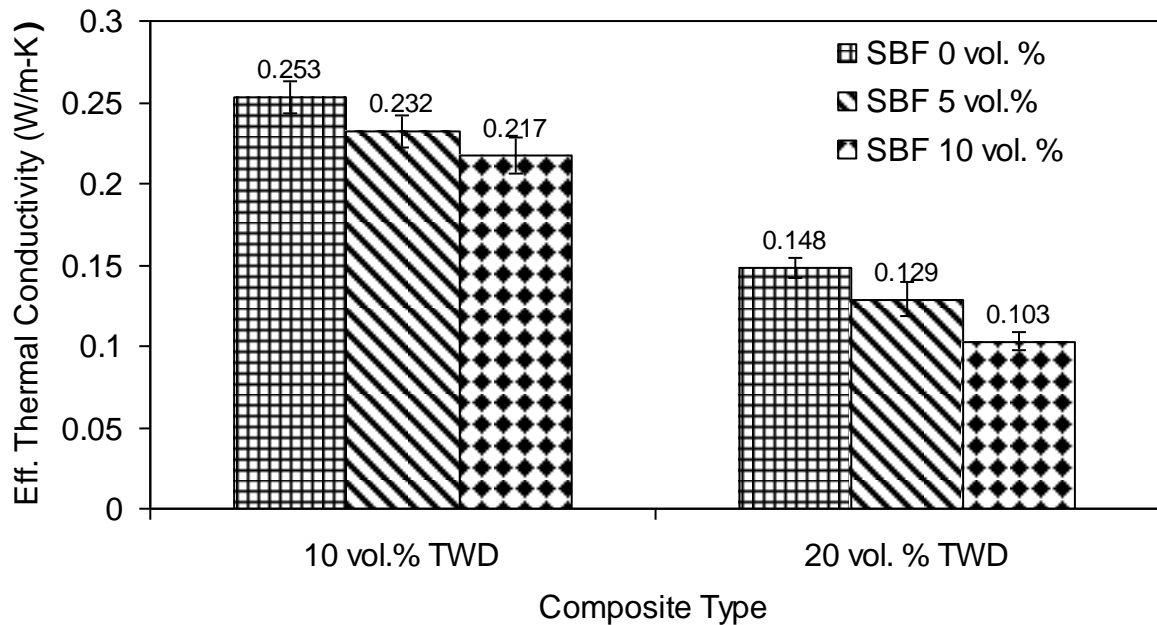 Eff. Thermal Conductivity (W/m-K)
0.3
0.25
0.2
0.15
0.1
0.05
0
0.253
0.232
0.217
0.148
0.129
0.103
SBF 0 vol. %
SBF 5 vol.%
SBF 10 vol. %
10 vol.% TWD
20 vol. % TWD
Composite Type